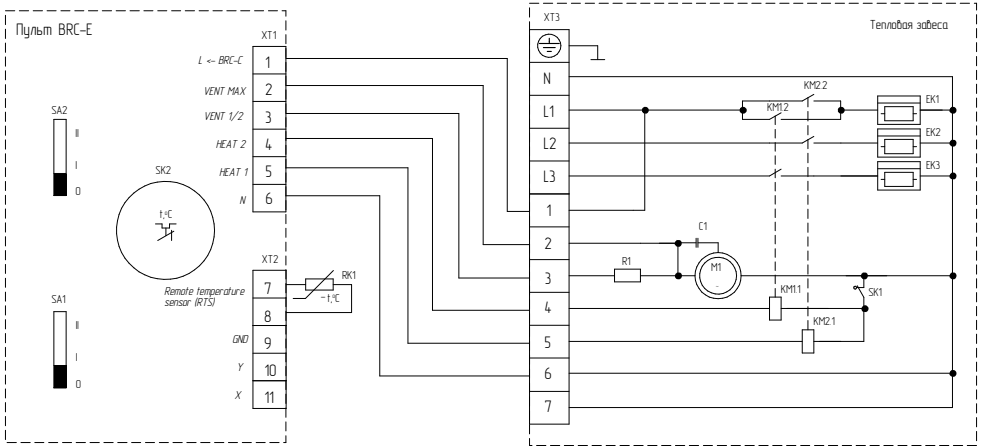 Пульт BRC-E
XT1
L <- BRC-C
1
VENT MAX
2
VENT 1/2
3
HEAT 2
4
HEAT 1
5
N
6
SA2
II
I
0
SK2
t,°C
XT2
Remote temperature
sensor (RTS)
7
8
GND
9
Y
10
X
11
RK1
-t,°C
SA1
II
I
0
XT3
Тепловая завеса
N
L1
L2
L3
1
2
3
4
5
6
7
KM2.2
KM1.2
EK1
EK2
EK3
C1
R1
M1
~
SK1
KM1.1
KM2.1